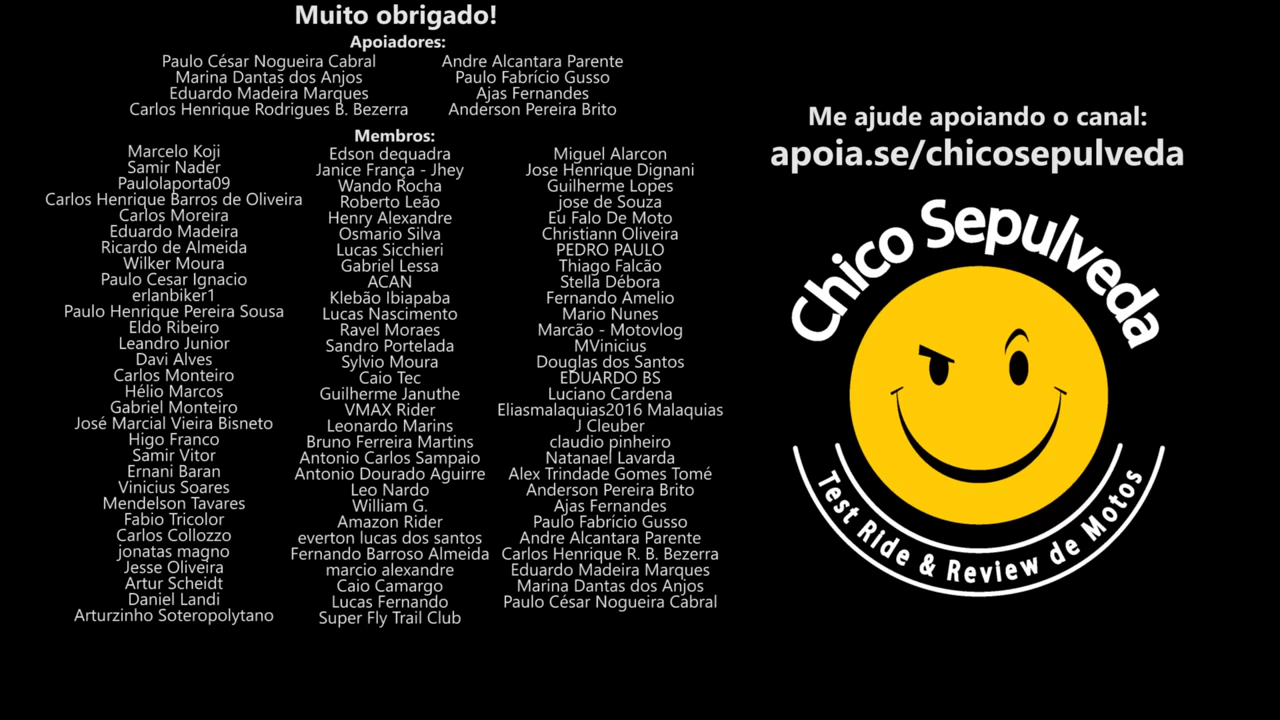 Muito obrigado!
Apoiadores:
Paulo César Nogueira Cabral
Marina Dantas dos Anjos
Eduardo Madeira Marques
Carlos Henrique Rodrigues B. Bezerra
Andre Alcantara Parente
Paulo Fabrício Gusso
Ajas Fernandes
Anderson Pereira Brito
Membros:
Marcelo Koji
Samir Nader
Paulolaporta09
Carlos Henrique Barros de Oliveira
Carlos Moreira
Eduardo Madeira
Ricardo de Almeida
Wilker Moura
Paulo Cesar Ignacio
erlanbiker1
Paulo Henrique Pereira Sousa
Eldo Ribeiro
Leandro Junior
Davi Alves
Carlos Monteiro
Hélio Marcos
Gabriel Monteiro
José Marcial Vieira Bisneto
Higo Franco
Samir Vitor
Ernani Baran
Vinicius Soares
Mendelson Tavares
Fabio Tricolor
Carlos Collozzo
jonatas magno
Jesse Oliveira
Artur Scheidt
Daniel Landi
Arturzinho Soteropolytano
Edson dequadra
Janice França - Jhey
Wando Rocha
Roberto Leão
Henry Alexandre
Osmario Silva
Lucas Sicchieri
Gabriel Lessa
ACAN
Klebão Ibiapaba
Lucas Nascimento
Ravel Moraes
Sandro Portelada
Sylvio Moura
Caio Tec
Guilherme Januthe
VMAX Rider
Leonardo Marins
Bruno Ferreira Martins
Antonio Carlos Sampaio
Antonio Dourado Aguirre
Leo Nardo
William G.
Amazon Rider
everton lucas dos santos
Fernando Barroso Almeida
marcio alexandre
Caio Camargo
Lucas Fernando
Super Fly Trail Club
Miguel Alarcon
Jose Henrique Dignani
Guilherme Lopes
jose de Souza
Eu Falo De Moto
Christiann Oliveira
PEDRO PAULO
Thiago Falcão
Stella Débora
Fernando Amelio
Mario Nunes
Marcão - Motovlog
MVinicius
Douglas dos Santos
EDUARDO BS
Luciano Cardena
Eliasmalaquias2016 Malaquias
J Cleuber
claudio pinheiro
Natanael Lavarda
Alex Trindade Gomes Tomé
Anderson Pereira Brito
Ajas Fernandes
Paulo Fabrício Gusso
Andre Alcantara Parente
Carlos Henrique R. B. Bezerra
Eduardo Madeira Marques
Marina Dantas dos Anjos
Paulo César Nogueira Cabral
Me ajude apoiando o canal:
apoia.se/chicosepulveda
Chico Sepulveda
Test Ride & Review de Motos